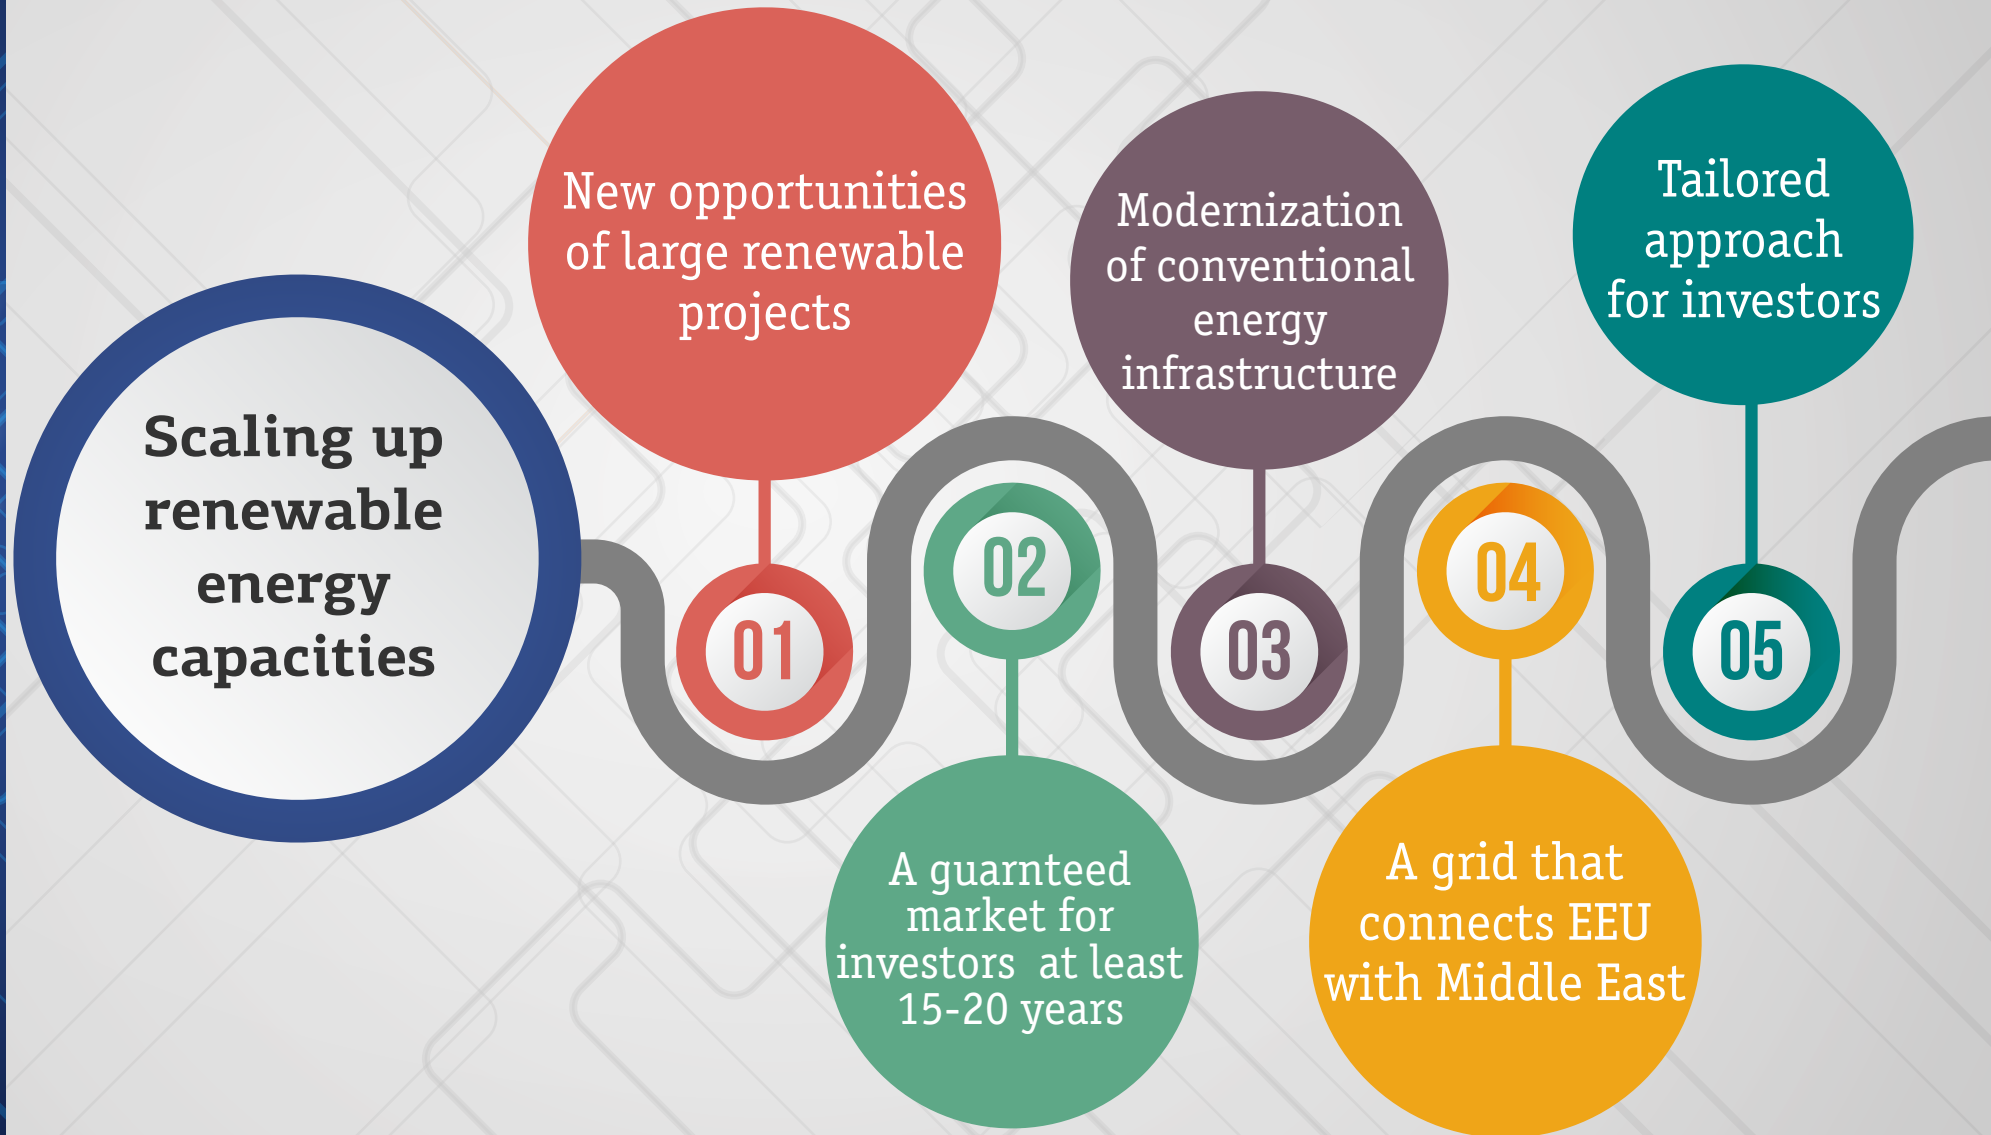 Scaling up
renewable
energy
capacities
New opportunities
of large renewable
projects
01
02
A guarnteed
market for
investors at least
15-20 years
Modernization
of conventional
energy
infrastructure
03
04
A grid that
connects EEU
with Middle East
Tailored
approach
for investors
05